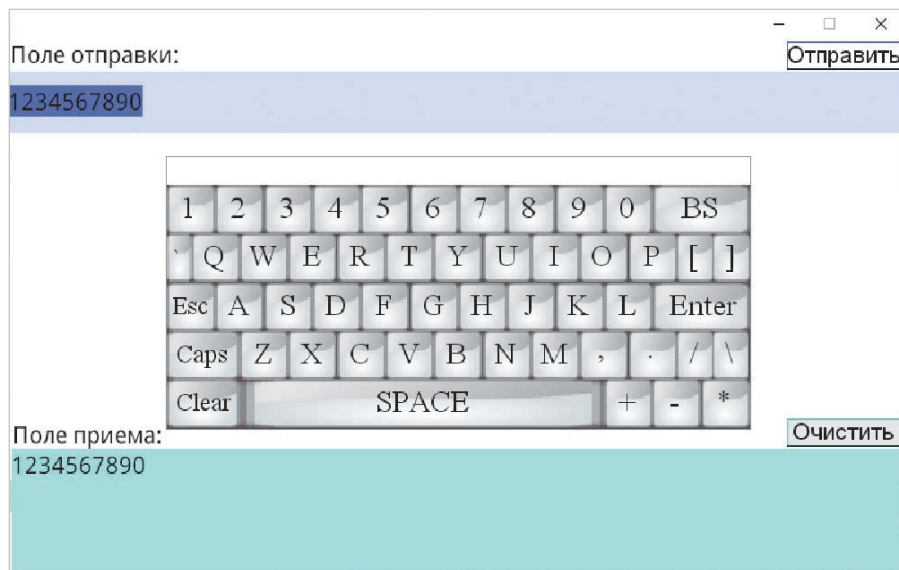 Поле отправки:
Отправить
1234567890
1 2 3 4 5 6 7 8 9 0 BS
` Q W E R T Y U I O P [ ]
Esc A S D F G H J K L Enter
Caps Z X C V B N M , . / \
Clear SPACE + - *
Поле приема:
Очистить
1234567890